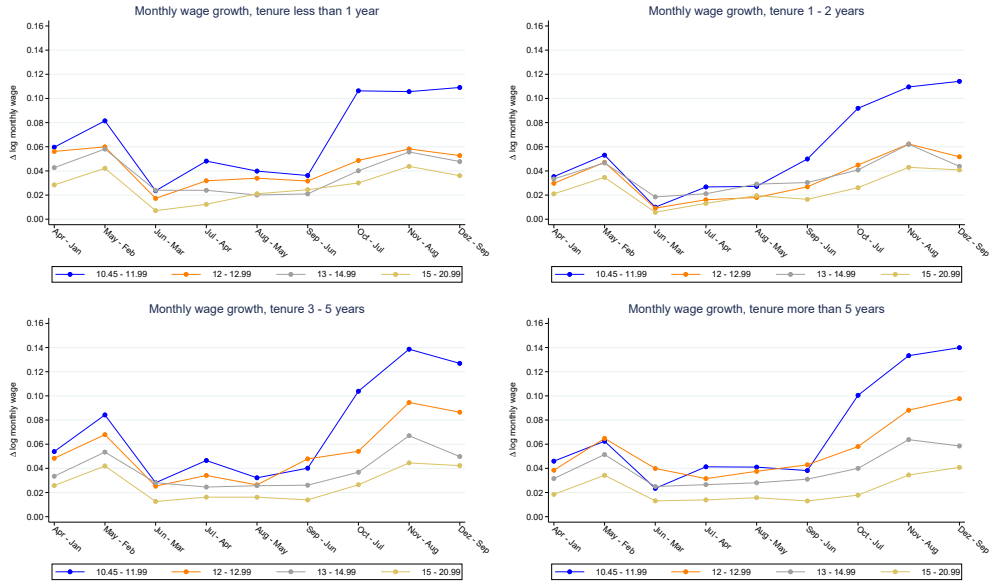 Monthly wage growth, tenure less than 1 year
Δ log monthly wage
0.16
0.14
0.12
0.10
0.08
0.06
0.04
0.02
0.00
Apr - Jan
May - Feb
Jun - Mar
Jul - Apr
Aug - May
Sep - Jun
Oct - Jul
Nov - Aug
Dez - Sep
10.45 - 11.99 12 - 12.99 13 - 14.99 15 - 20.99
Monthly wage growth, tenure 1 - 2 years
Δ log monthly wage
0.16
0.14
0.12
0.10
0.08
0.06
0.04
0.02
0.00
Apr - Jan
May - Feb
Jun - Mar
Jul - Apr
Aug - May
Sep - Jun
Oct - Jul
Nov - Aug
Dez - Sep
10.45 - 11.99 12 - 12.99 13 - 14.99 15 - 20.99
Monthly wage growth, tenure 3 - 5 years
Δ log monthly wage
0.16
0.14
0.12
0.10
0.08
0.06
0.04
0.02
0.00
Apr - Jan
May - Feb
Jun - Mar
Jul - Apr
Aug - May
Sep - Jun
Oct - Jul
Nov - Aug
Dez - Sep
10.45 - 11.99 12 - 12.99 13 - 14.99 15 - 20.99
Monthly wage growth, tenure more than 5 years
Δ log monthly wage
0.16
0.14
0.12
0.10
0.08
0.06
0.04
0.02
0.00
Apr - Jan
May - Feb
Jun - Mar
Jul - Apr
Aug - May
Sep - Jun
Oct - Jul
Nov - Aug
Dez - Sep
10.45 - 11.99 12 - 12.99 13 - 14.99 15 - 20.99